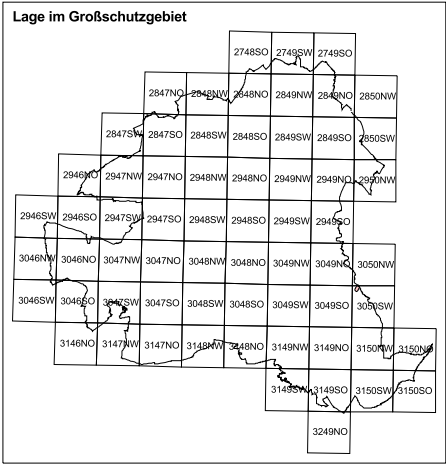 Lage im Großschutzgebiet
2748SO 2749SW 2749SO
2847NO 2848NW 2848NO 2849NW 2849NO 2850NW
2847SW 2847SO 2848SW 2848SO 2849SW 2849SO 2850SW
2946NO 2947NW 2947NO 2948NW 2948NO 2949NW 2949NO 2950NW
2946SW 2946SO 2947SW 2947SO 2948SW 2948SO 2949SW 2949SO
3046NW 3046NO 3047NW 3047NO 3048NW 3048NO 3049NW 3049NO 3050NW
3046SW 3046SO 3047SW 3047SO 3048SW 3048SO 3049SW 3049SO 3050SW
3146NO 3147NW 3147NO 3148NW 3148NO 3149NW 3149NO 3150NW 3150NO
3149SW 3149SO 3150SW 3150SO
3249NO